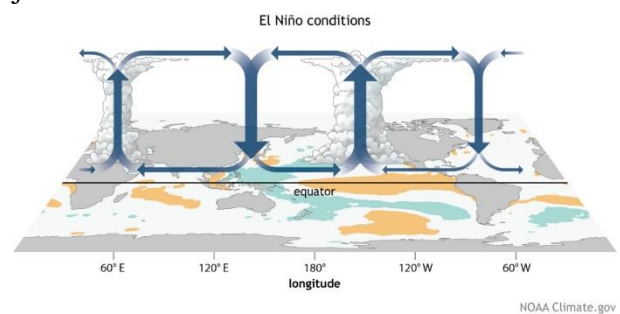 El Niño conditions
equator
60° E 120° E 180° 120° W 60° W
longitude
NOAA Climate.gov